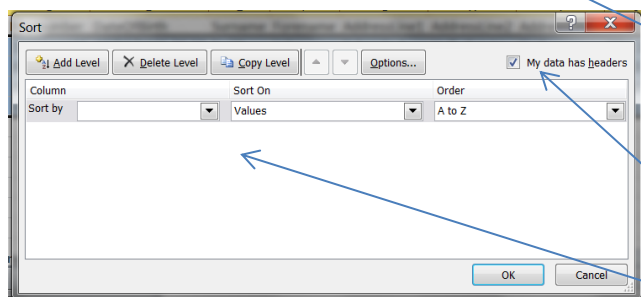 Sort
Add Level Delete Level Copy Level Options... My data has headers
Column Sort On Order
Sort by Values A to Z
OK Cancel